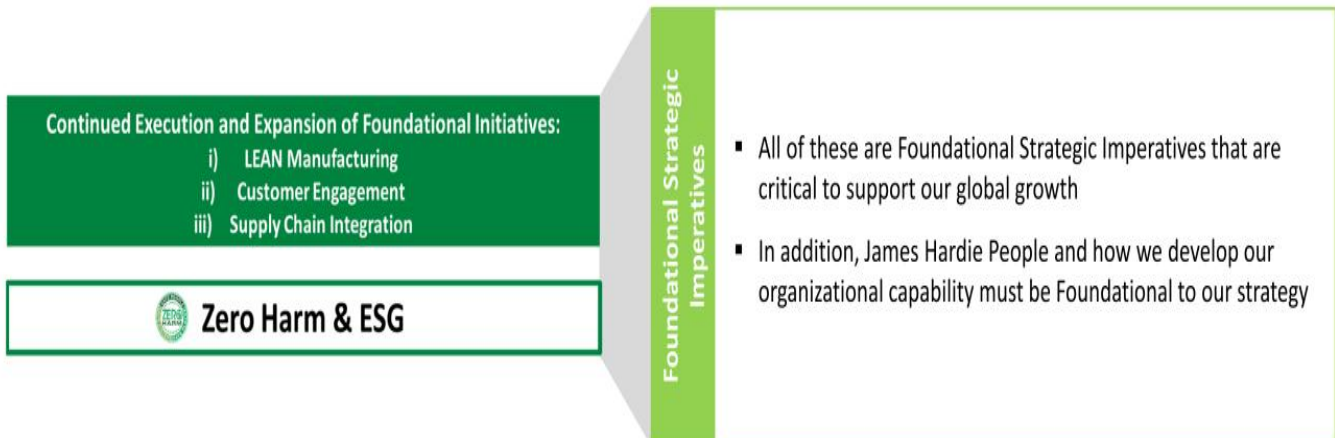 Continued Execution and Expansion of Foundational Initiatives:
i) LEAN Manufacturing
ii) Customer Engagement
iii) Supply Chain Integration
ZERO
HARM
Zero Harm & ESG
Foundational Strategic
Imperatives
▪ All of these are Foundational Strategic Imperatives that are
critical to support our global growth
▪ In addition, James Hardie People and how we develop our
organizational capability must be Foundational to our strategy